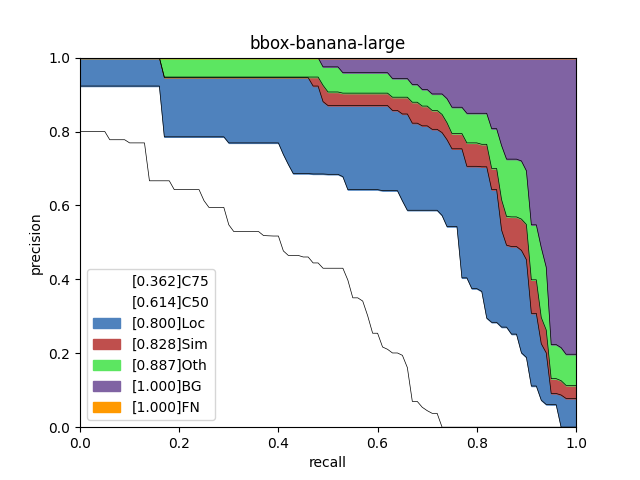 bbox-banana-large
precision
1.0
0.8
0.6
0.4
0.2
0.0
[0.362]C75
[0.614]C50
[0.800]Loc
[0.828]Sim
[0.887]Oth
[1.000]BG
[1.000]FN
0.0 0.2 0.4 0.6 0.8 1.0
recall